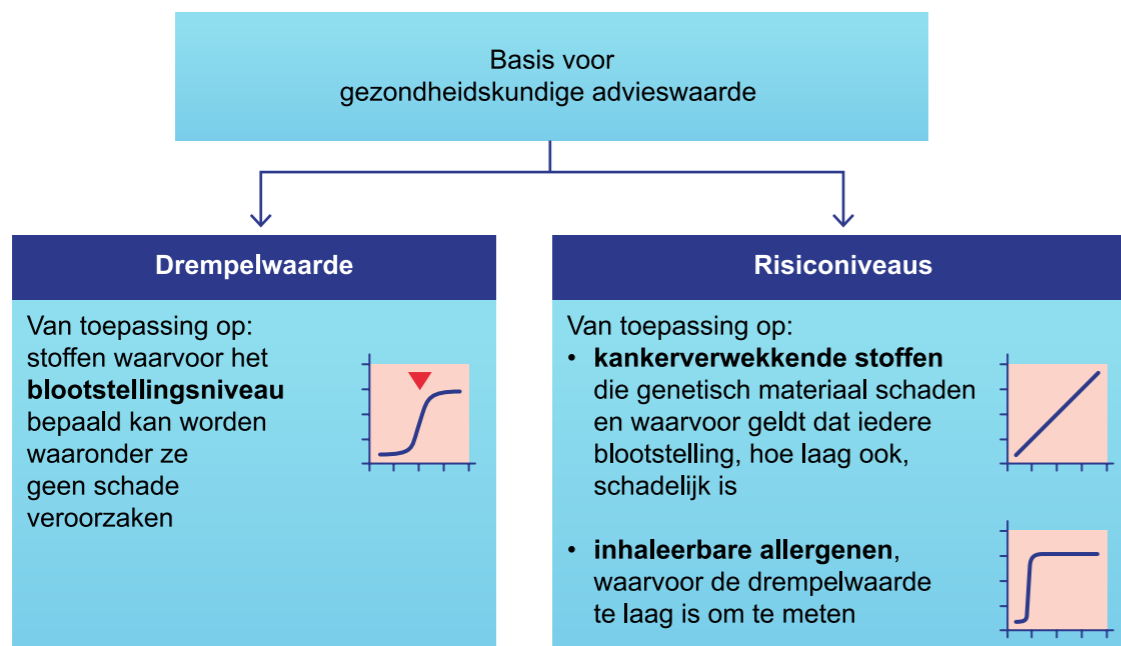 Basis voor
gezondheidskundige advieswaarde
Drempelwaarde
Van toepassing op:
stoffen waarvoor het
blootstellingsniveau
bepaald kan worden
waaronder ze
geen schade
veroorzaken
Risiconiveaus
Van toepassing op:
• kankerverwekkende stoffen
die genetisch materiaal schaden
en waarvoor geldt dat iedere
blootstelling, hoe laag ook,
schadelijk is
• inhaleerbare allergenen,
waarvoor de drempelwaarde
te laag is om te meten